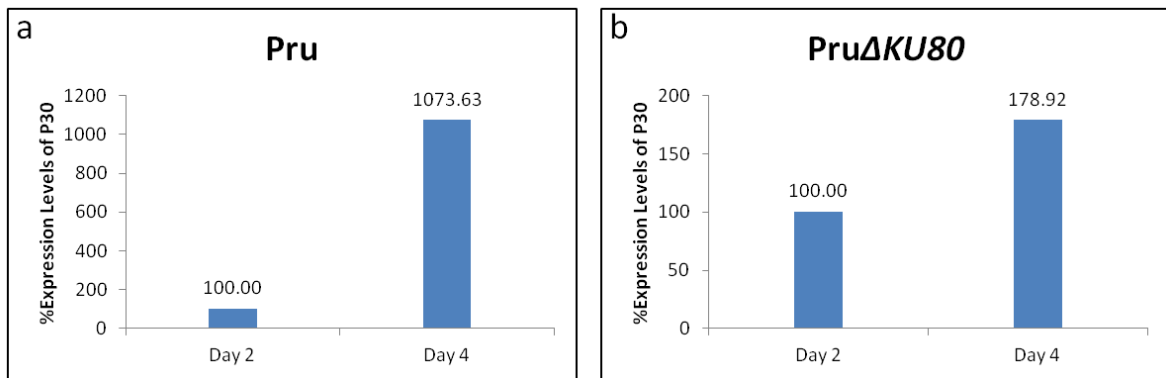 a
Pru
%Expression Levels of P30
1200
1000
800
600
400
200
0
1073.63
100.00
Day 2
Day 4
b
PruΔKU80
%Expression Levels of P30
200
150
100
50
0
178.92
100.00
Day 2
Day 4